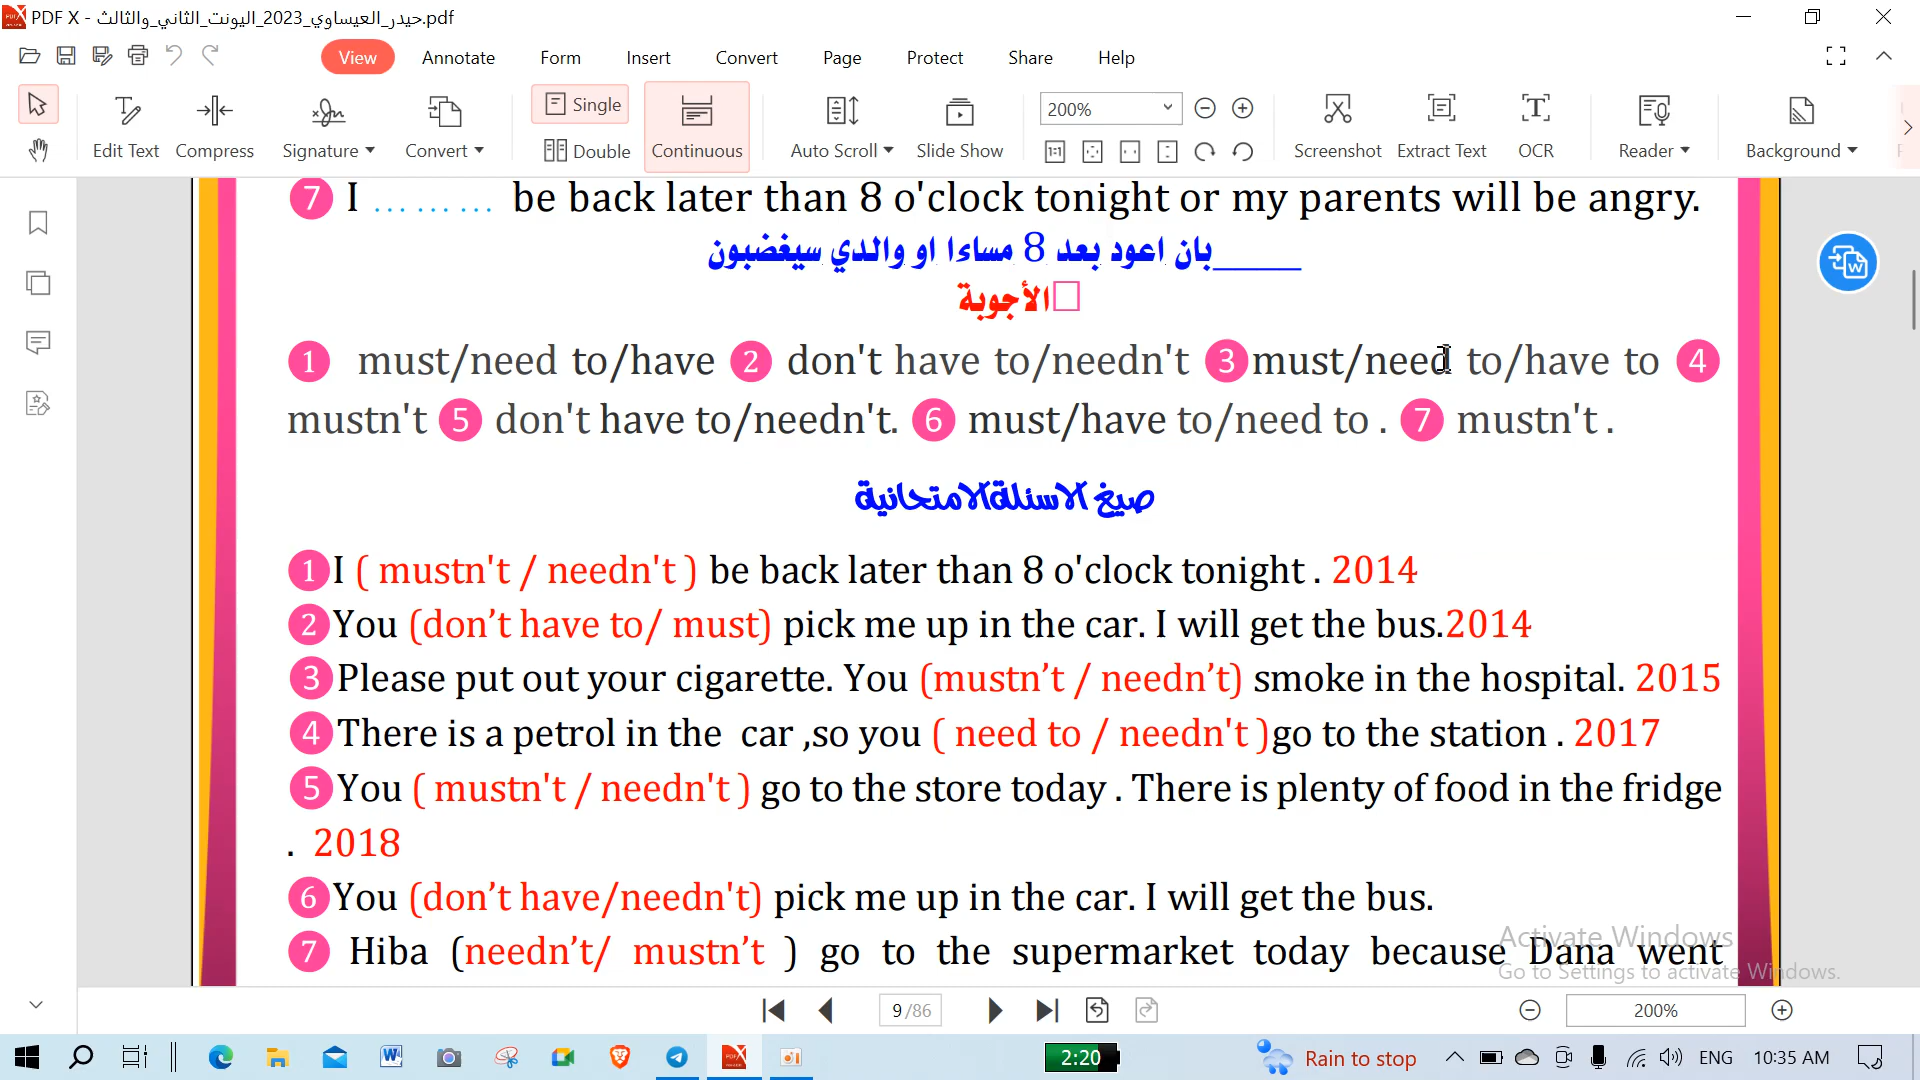 PDF X - حيدر_العيساوي_2023_اليونت_الثاني_والثالث.pdf
View Annotate Form Insert Convert Page Protect Share Help
Edit Text Compress Signature Convert Single Double Continuous Auto Scroll Slide Show 200% Screenshot Extract Text OCR Reader Background
7 I ……… be back later than 8 o'clock tonight or my parents will be angry.
_____بان اعود بعد 8 مساءا او والدي سيغضبون
□الأجوبة
1 must/need to/have 2 don't have to/needn't 3 must/need to/have to 4
mustn't 5 don't have to/needn't. 6 must/have to/need to . 7 mustn't .
صيغ الاسئلة الامتحانية
1 I ( mustn't / needn't ) be back later than 8 o'clock tonight . 2014
2 You (don’t have to/ must) pick me up in the car. I will get the bus.2014
3 Please put out your cigarette. You (mustn’t / needn’t) smoke in the hospital. 2015
4 There is a petrol in the car ,so you ( need to / needn't )go to the station . 2017
5 You ( mustn't / needn't ) go to the store today . There is plenty of food in the fridge
. 2018
6 You (don’t have/needn't) pick me up in the car. I will get the bus.
7 Hiba (needn’t/ mustn’t ) go to the supermarket today because Dana went
Activate Windows
Go to Settings to activate Windows.
9 /86 200%
2:20 Rain to stop ENG 10:35 AM